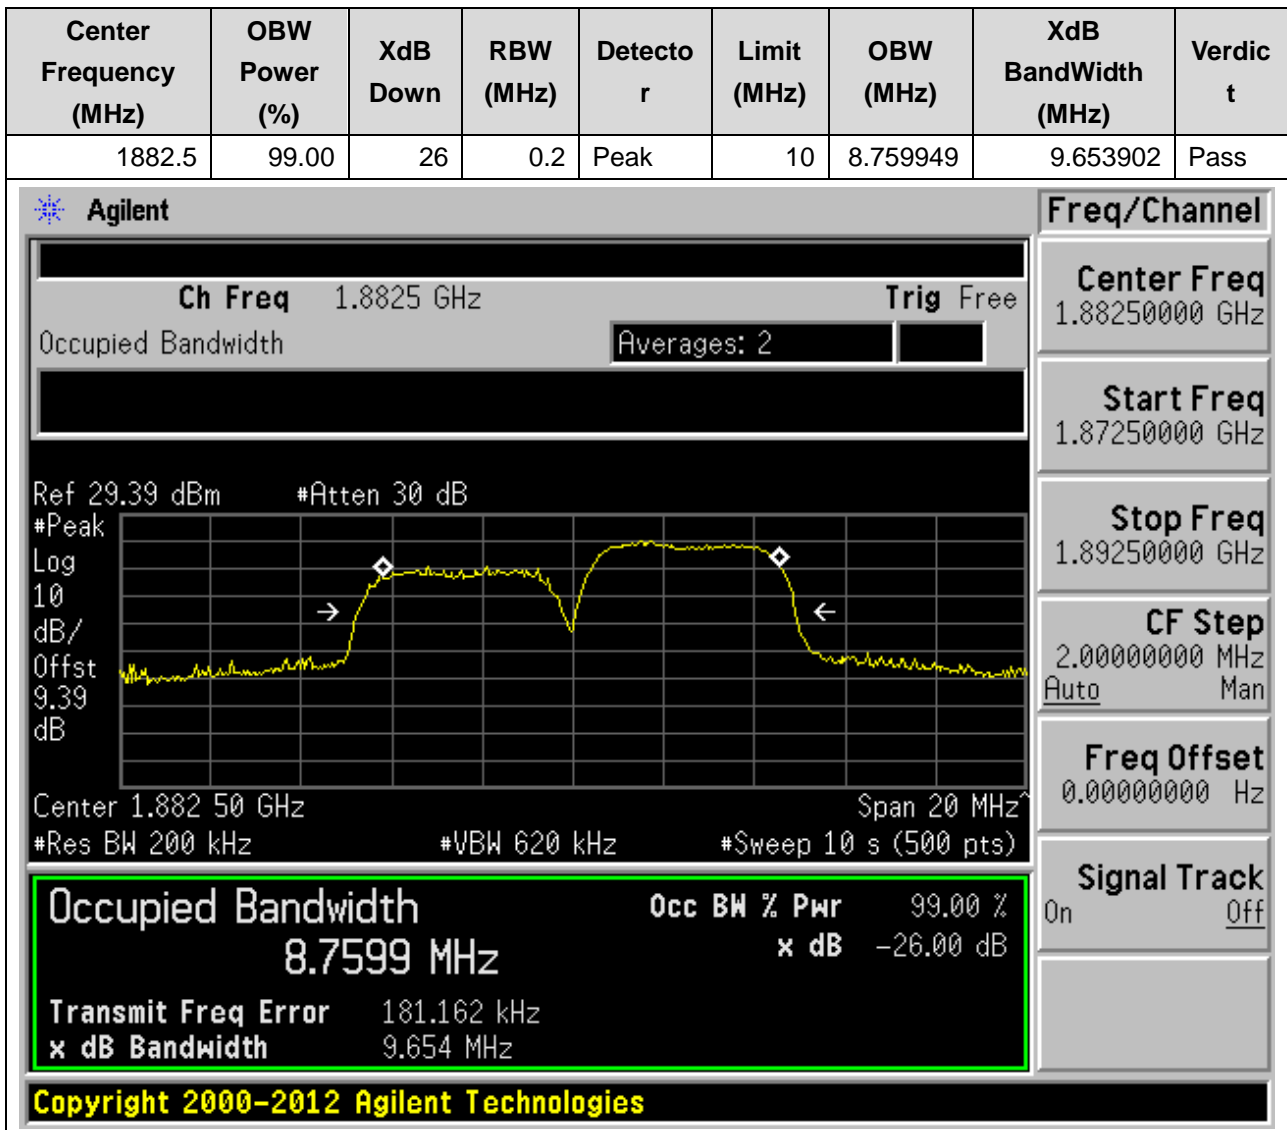 Center Frequency (MHz) OBW Power (%) XdB Down RBW (MHz) Detecto r Limit (MHz) OBW (MHz) XdB BandWidth (MHz) Verdic t
1882.5 99.00 26 0.2 Peak 10 8.759949 9.653902 Pass
Agilent
Freq/Channel
Ch Freq 1.8825 GHz Trig Free
Occupied Bandwidth Averages: 2
Ref 29.39 dBm #Atten 30 dB
#Peak
Log
10
dB/
Offst
9.39
dB
Center 1.882 50 GHz Span 20 MHz^
#Res BW 200 kHz #VBW 620 kHz #Sweep 10 s (500 pts)
Occupied Bandwidth Occ BW % Pwr 99.00 %
8.7599 MHz x dB -26.00 dB
Transmit Freq Error 181.162 kHz
x dB Bandwidth 9.654 MHz
Center Freq
1.88250000 GHz
Start Freq
1.87250000 GHz
Stop Freq
1.89250000 GHz
CF Step
2.00000000 MHz
Auto Man
Freq Offset
0.00000000 Hz
Signal Track
On Off
Copyright 2000-2012 Agilent Technologies